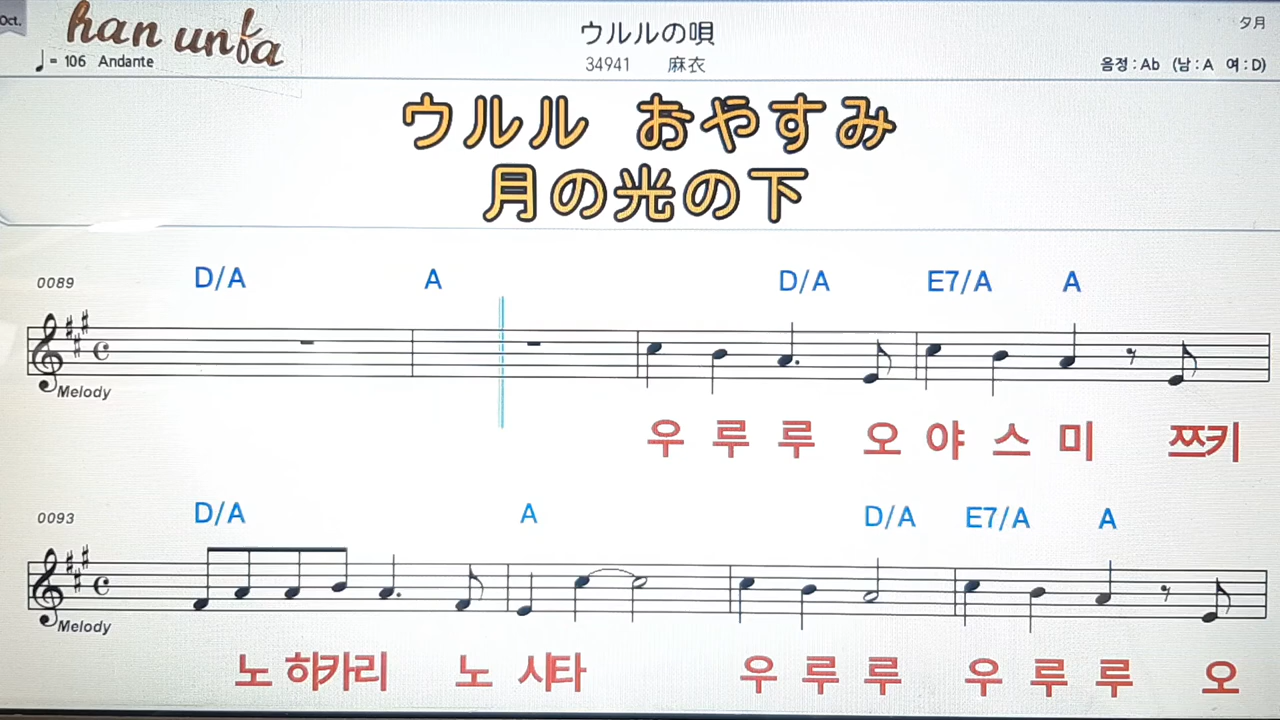 Oct.
han unfa
♩= 106 Andante
ウルルの唄
34941 麻衣
夕月
음정 : Ab (남 : A 여 : D)
ウルル おやすみ
月の光の下
0089 D/A A D/A E7/A A
Melody
우 루 루 오 야 스 미 쯔키
0093 D/A A D/A E7/A A
Melody
노 히카리 노 시타 우 루 루 우 루 루 오